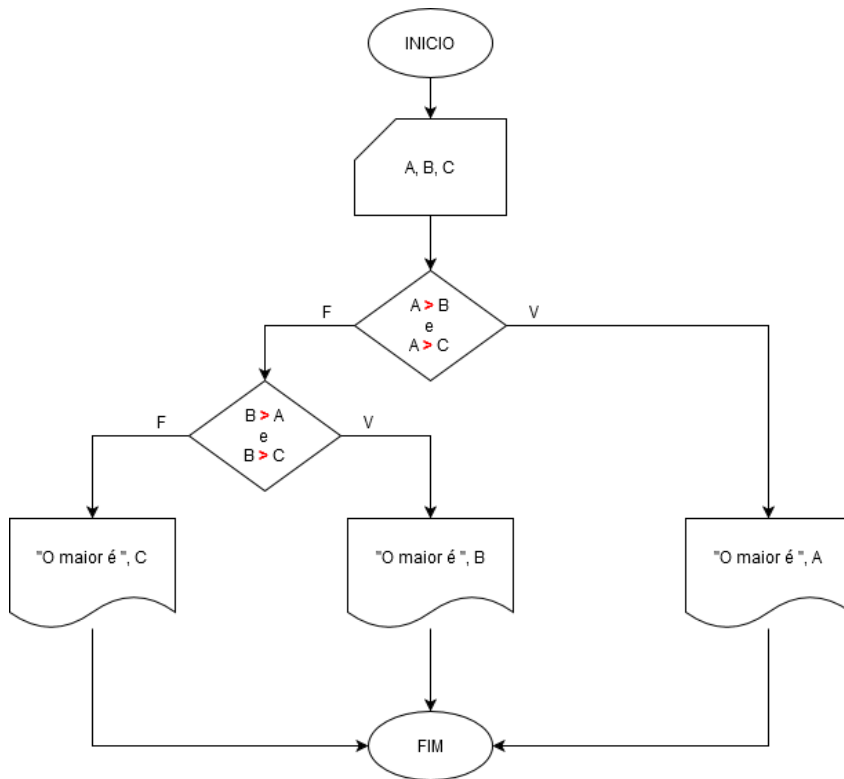 INICIO
A, B, C
A > B
e
A > C
F
V
B > A
e
B > C
F
V
"O maior é ", C
"O maior é ", B
"O maior é ", A
FIM